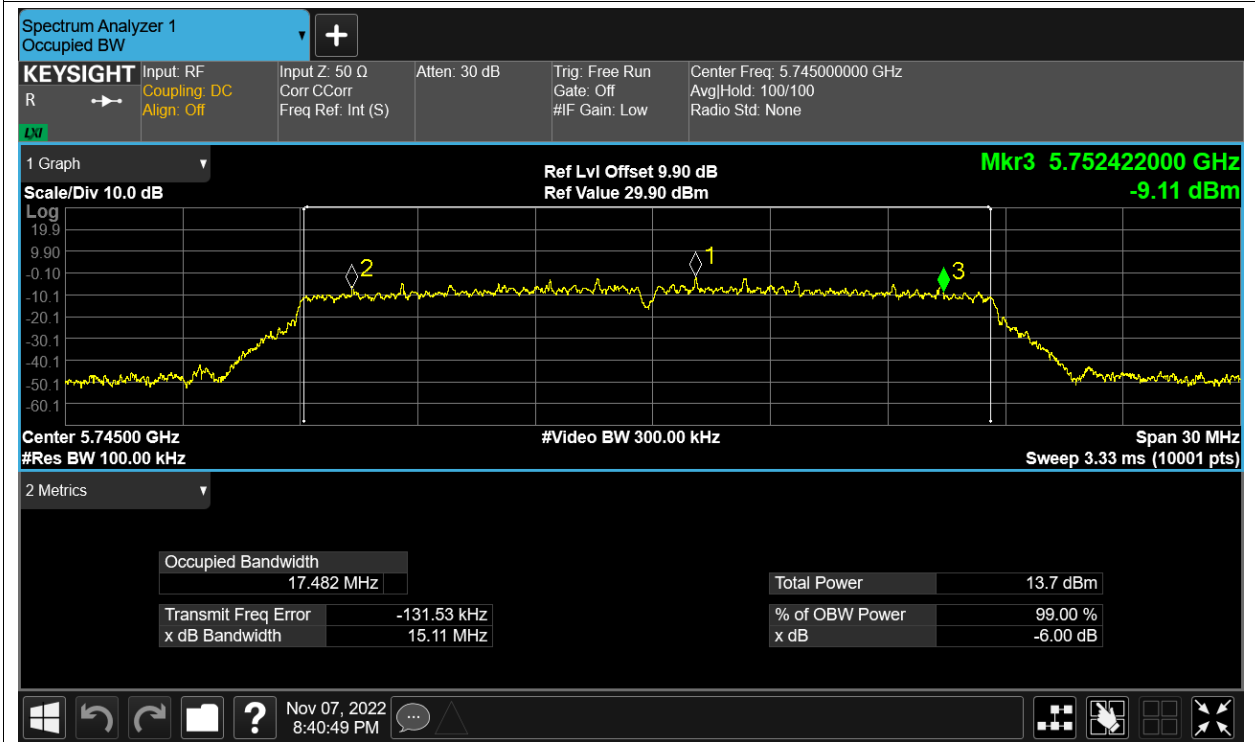 Spectrum Analyzer 1
Occupied BW
KEYSIGHT
R
LXI
Input: RF
Coupling: DC
Align: Off
Input Z: 50 Ω
Corr CCorr
Freq Ref: Int (S)
Atten: 30 dB
Trig: Free Run
Gate: Off
#IF Gain: Low
Center Freq: 5.745000000 GHz
Avg|Hold: 100/100
Radio Std: None
1 Graph
Ref Lvl Offset 9.90 dB
Mkr3 5.752422000 GHz
Scale/Div 10.0 dB
Ref Value 29.90 dBm
-9.11 dBm
Log
19.9
9.90
-0.10
-10.1
-20.1
-30.1
-40.1
-50.1
-60.1
2
1
3
Center 5.74500 GHz
#Video BW 300.00 kHz
Span 30 MHz
#Res BW 100.00 kHz
Sweep 3.33 ms (10001 pts)
2 Metrics
Occupied Bandwidth
17.482 MHz
Total Power 13.7 dBm
Transmit Freq Error -131.53 kHz
% of OBW Power 99.00 %
x dB Bandwidth 15.11 MHz
x dB -6.00 dB
?
Nov 07, 2022
8:40:49 PM